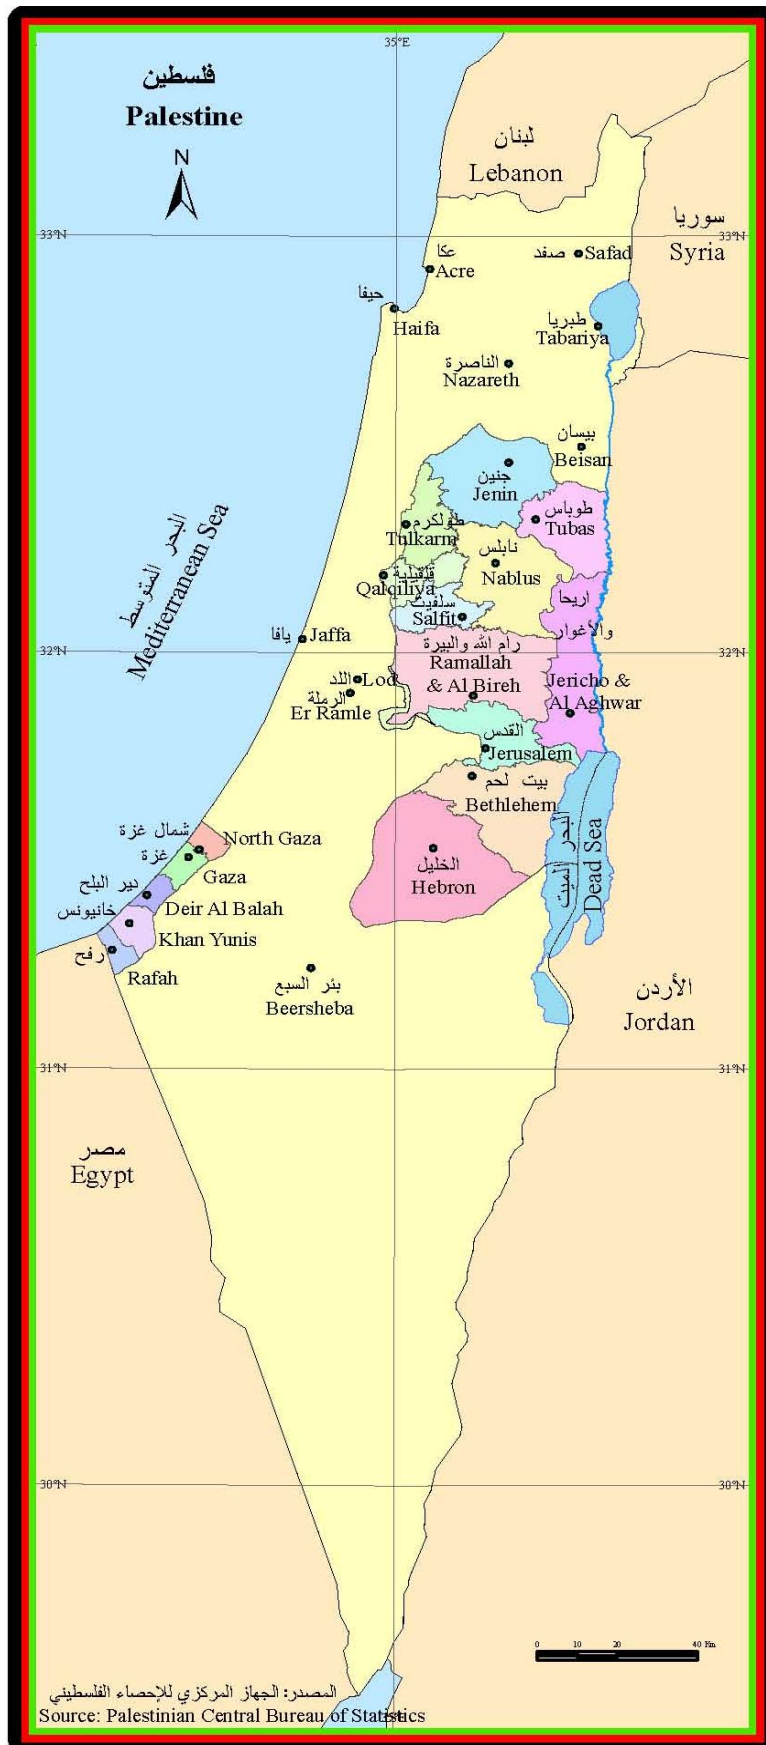 35°E
فلسطين
Palestine
N
لبنان
Lebanon
33°N
33°N
سوريا
Syria
عكا
Acre
صفد
Safad
حيفا
Haifa
طبريا
Tabariya
الناصرة
Nazareth
بيسان
Beisan
جنين
Jenin
طولكرم
Tulkarm
طوباس
Tubas
نابلس
Nablus
قلقيلية
Qalqiliya
سلفيت
Salfit
اريحا
والأغوار
Jericho &
Al Aghwar
البحر المتوسط
Mediterranean Sea
يافا
Jaffa
32°N
32°N
رام الله والبيرة
Ramallah
& Al Bireh
اللد
Lod
الرملة
Er Ramle
القدس
Jerusalem
بيت لحم
Bethlehem
البحر الميت
Dead Sea
شمال غزة
North Gaza
غزة
Gaza
الخليل
Hebron
دير البلح
Deir Al Balah
خانيونس
Khan Yunis
رفح
Rafah
بئر السبع
Beersheba
الأردن
Jordan
31°N
31°N
مصر
Egypt
30°N
30°N
0 10 20 40 Km
المصدر: الجهاز المركزي للإحصاء الفلسطيني
Source: Palestinian Central Bureau of Statistics